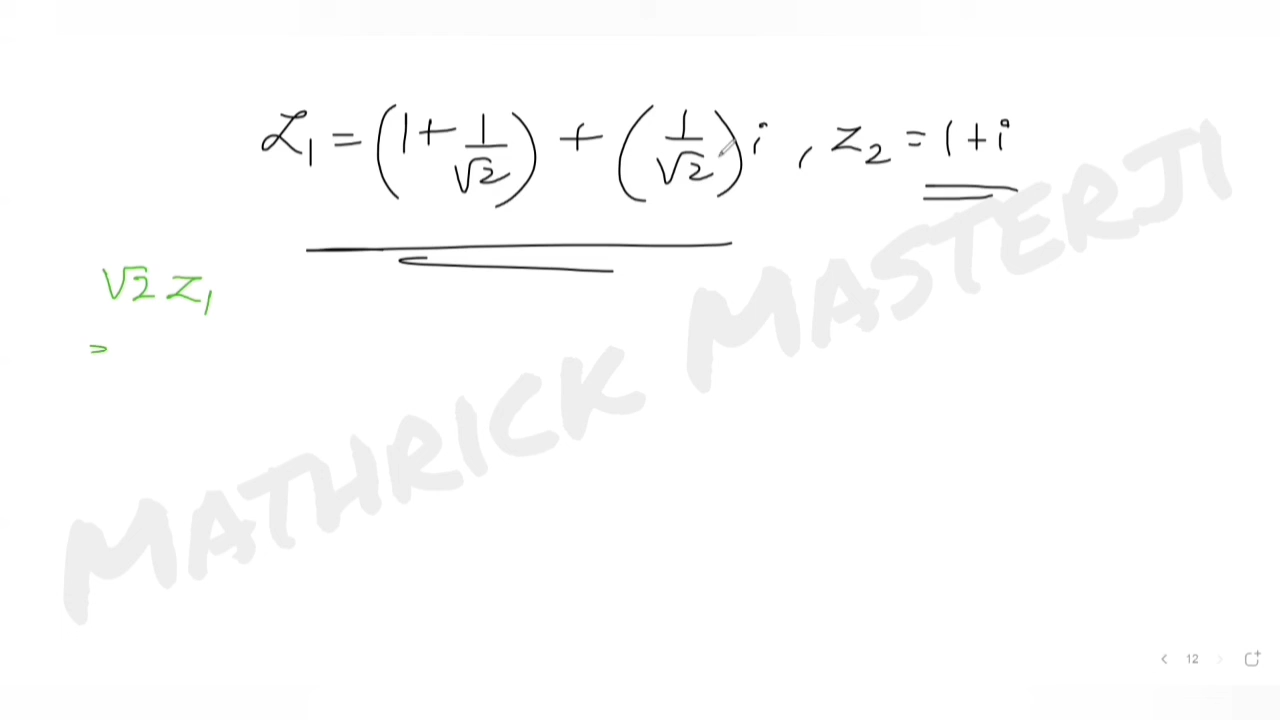 Z₁ = (1 + 1/√2) + (1/√2) i , Z₂ = 1 + i
√2 Z₁
=
MATHRICK MASTERJI
< 12 >